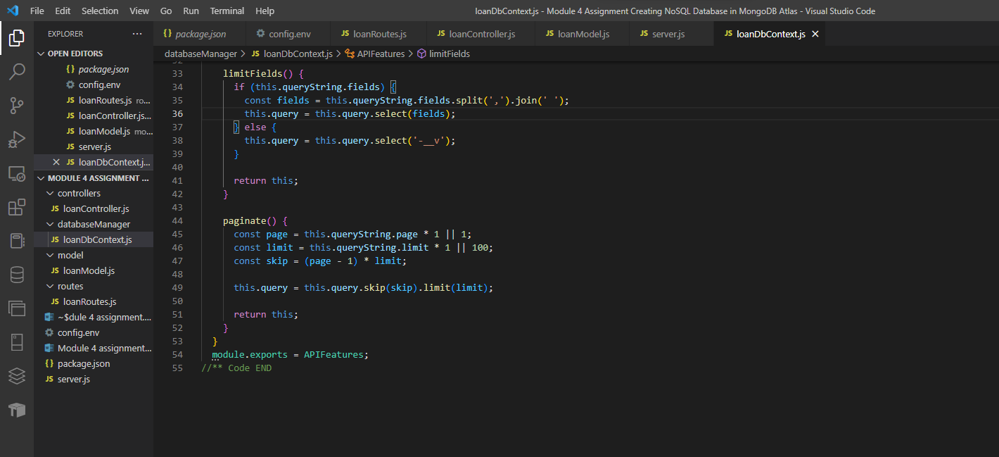 File Edit Selection View Go Run Terminal Help loanDbContext.js - Module 4 Assignment Creating NoSQL Database in MongoDB Atlas - Visual Studio Code
EXPLORER ...
{} package.json config.env JS loanRoutes.js JS loanController.js JS loanModel.js JS server.js JS loanDbContext.js
databaseManager > JS loanDbContext.js > APIFeatures > limitFields
OPEN EDITORS
{} package.json
config.env
JS loanRoutes.js ro...
JS loanController.js...
JS loanModel.js mo...
JS server.js
JS loanDbContext.j...
MODULE 4 ASSIGNMENT ...
controllers
JS loanController.js
databaseManager
JS loanDbContext.js
model
JS loanModel.js
routes
JS loanRoutes.js
~$dule 4 assignment....
config.env
Module 4 assignment...
{} package.json
JS server.js
32
33 limitFields() {
34 if (this.queryString.fields) {
35 const fields = this.queryString.fields.split(',').join(' ');
36 this.query = this.query.select(fields);
37 } else {
38 this.query = this.query.select('-__v');
39 }
40
41 return this;
42 }
43
44 paginate() {
45 const page = this.queryString.page * 1 || 1;
46 const limit = this.queryString.limit * 1 || 100;
47 const skip = (page - 1) * limit;
48
49 this.query = this.query.skip(skip).limit(limit);
50
51 return this;
52 }
53 }
54 module.exports = APIFeatures;
55 //** Code END